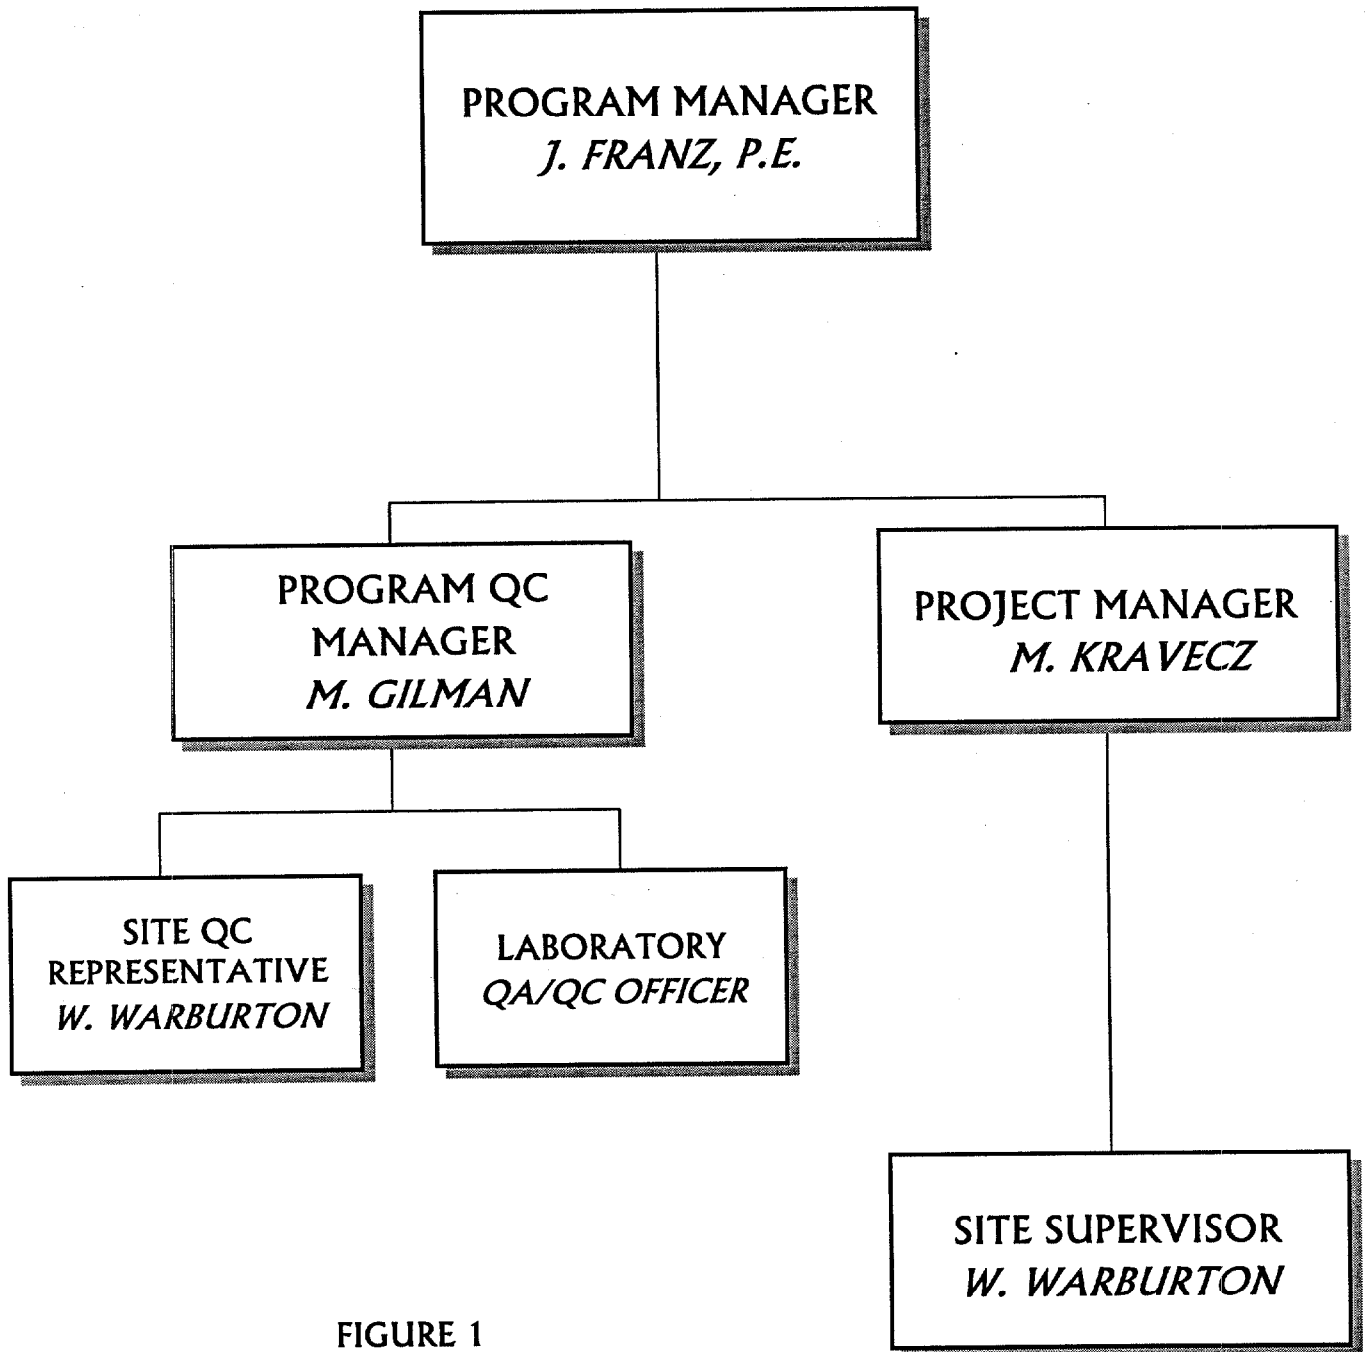 PROGRAM MANAGER
J. FRANZ, P.E.
PROGRAM QC
MANAGER
M. GILMAN
PROJECT MANAGER
M. KRAVECZ
SITE QC
REPRESENTATIVE
W. WARBURTON
LABORATORY
QA/QC OFFICER
SITE SUPERVISOR
W. WARBURTON
FIGURE 1